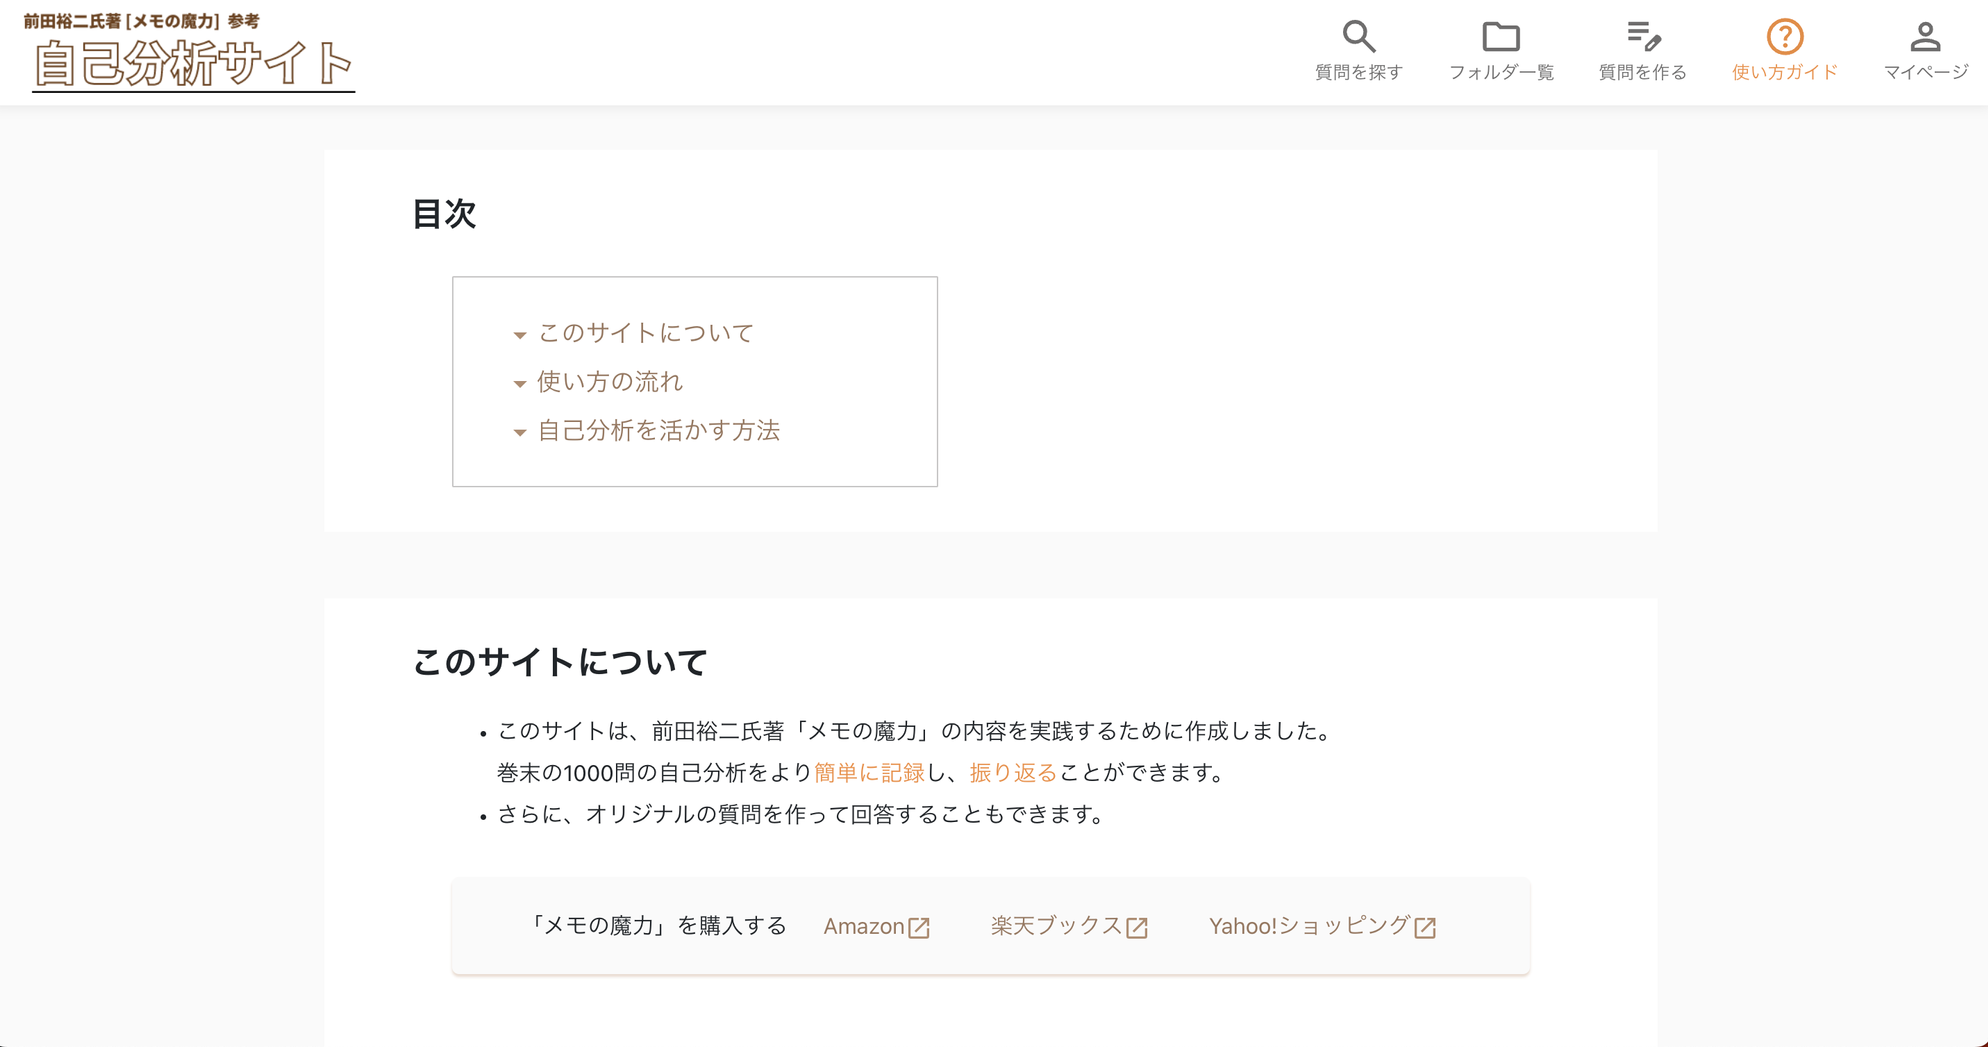 前田裕二氏著 [メモの魔力] 参考
自己分析サイト
質問を探す
フォルダ一覧
質問を作る
使い方ガイド
マイページ
目次
このサイトについて
使い方の流れ
自己分析を活かす方法
このサイトについて
・このサイトは、前田裕二氏著「メモの魔力」の内容を実践するために作成しました。
巻末の1000問の自己分析をより簡単に記録し、振り返ることができます。
・さらに、オリジナルの質問を作って回答することもできます。
「メモの魔力」を購入する Amazon 楽天ブックス Yahoo!ショッピング